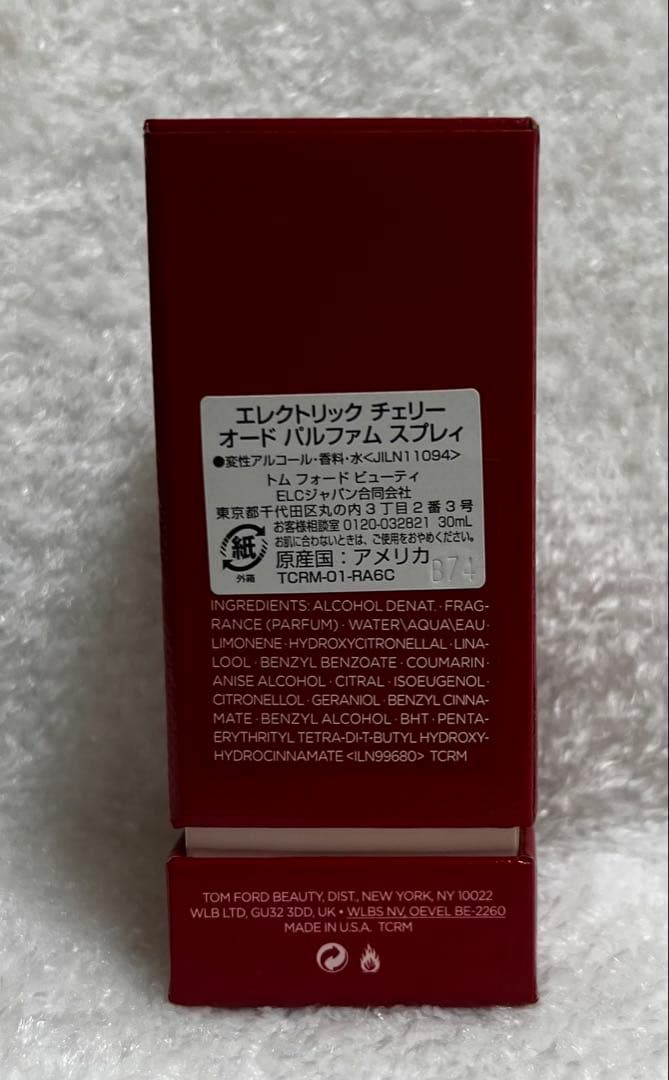 エレクトリック チェリー
オード パルファム スプレィ
●変性アルコール・香料・水<JILN11094>
トム フォード ビューティ
ELCジャパン合同会社
東京都千代田区丸の内3丁目2番3号
お客様相談室 0120-032821 30mL
お肌に合わないときは、ご使用をおやめください。
紙
外箱
原産国：アメリカ
TCRM-01-RA6C
B74
INGREDIENTS: ALCOHOL DENAT. · FRAG-
RANCE (PARFUM) · WATER\AQUA\EAU ·
LIMONENE · HYDROXYCITRONELLAL · LINA-
LOOL · BENZYL BENZOATE · COUMARIN ·
ANISE ALCOHOL · CITRAL · ISOEUGENOL ·
CITRONELLOL · GERANIOL · BENZYL CINNA-
MATE · BENZYL ALCOHOL · BHT · PENTA-
ERYTHRITYL TETRA-DI-T-BUTYL HYDROXY-
HYDROCINNAMATE <ILN99680> TCRM
TOM FORD BEAUTY, DIST., NEW YORK, NY 10022
WLB LTD, GU32 3DD, UK • WLBS NV, OEVEL BE-2260
MADE IN U.S.A. TCRM